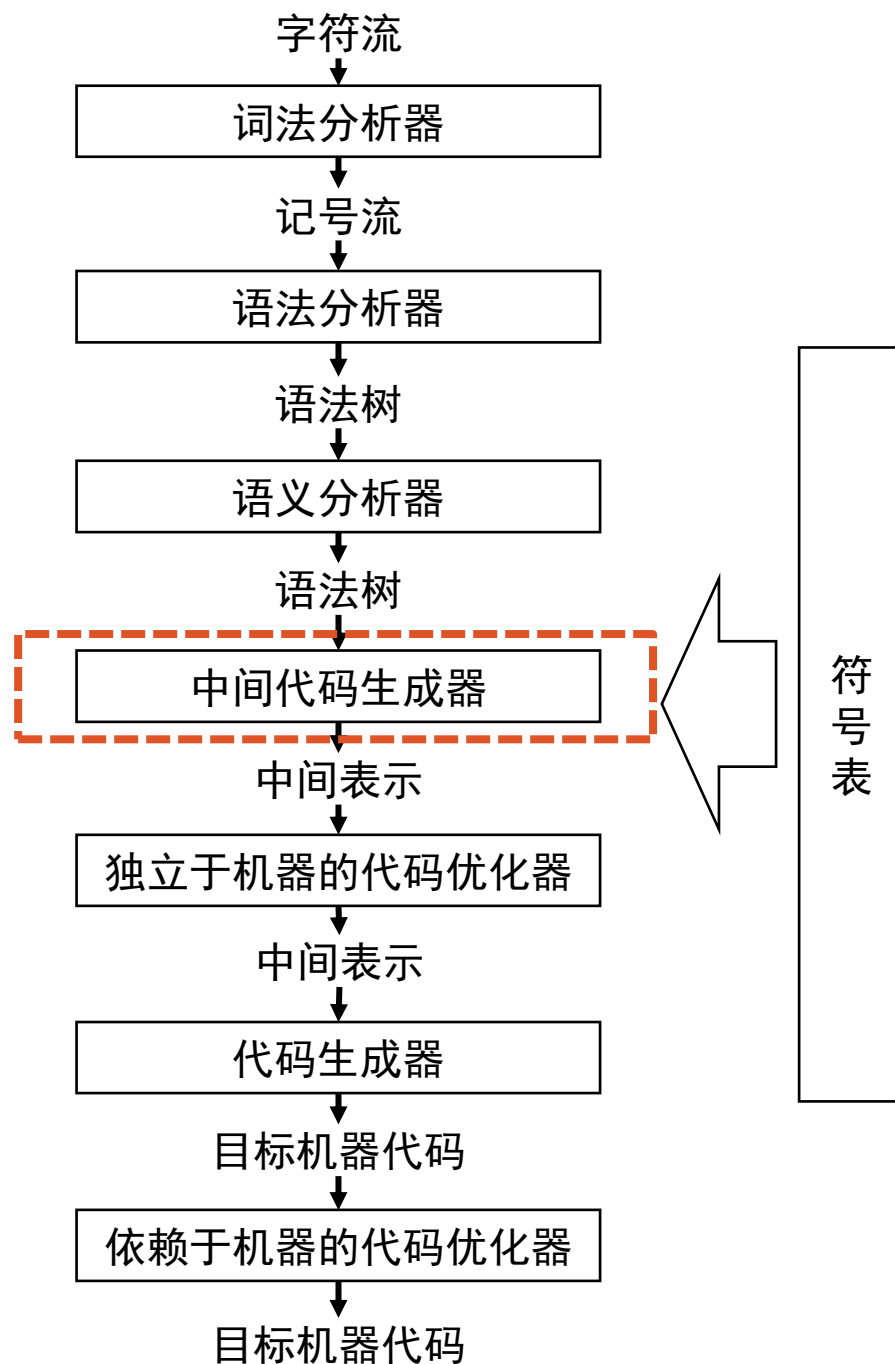 字符流
词法分析器
记号流
语法分析器
语法树
语义分析器
语法树
中间代码生成器
中间表示
独立于机器的代码优化器
中间表示
代码生成器
目标机器代码
依赖于机器的代码优化器
目标机器代码
符
号
表